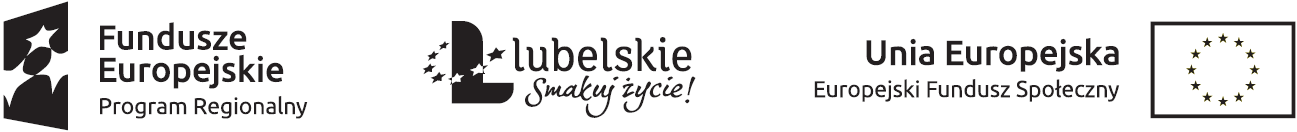 Fundusze
Europejskie
Program Regionalny
lubelskie
Smakuj życie!
Unia Europejska
Europejski Fundusz Społeczny